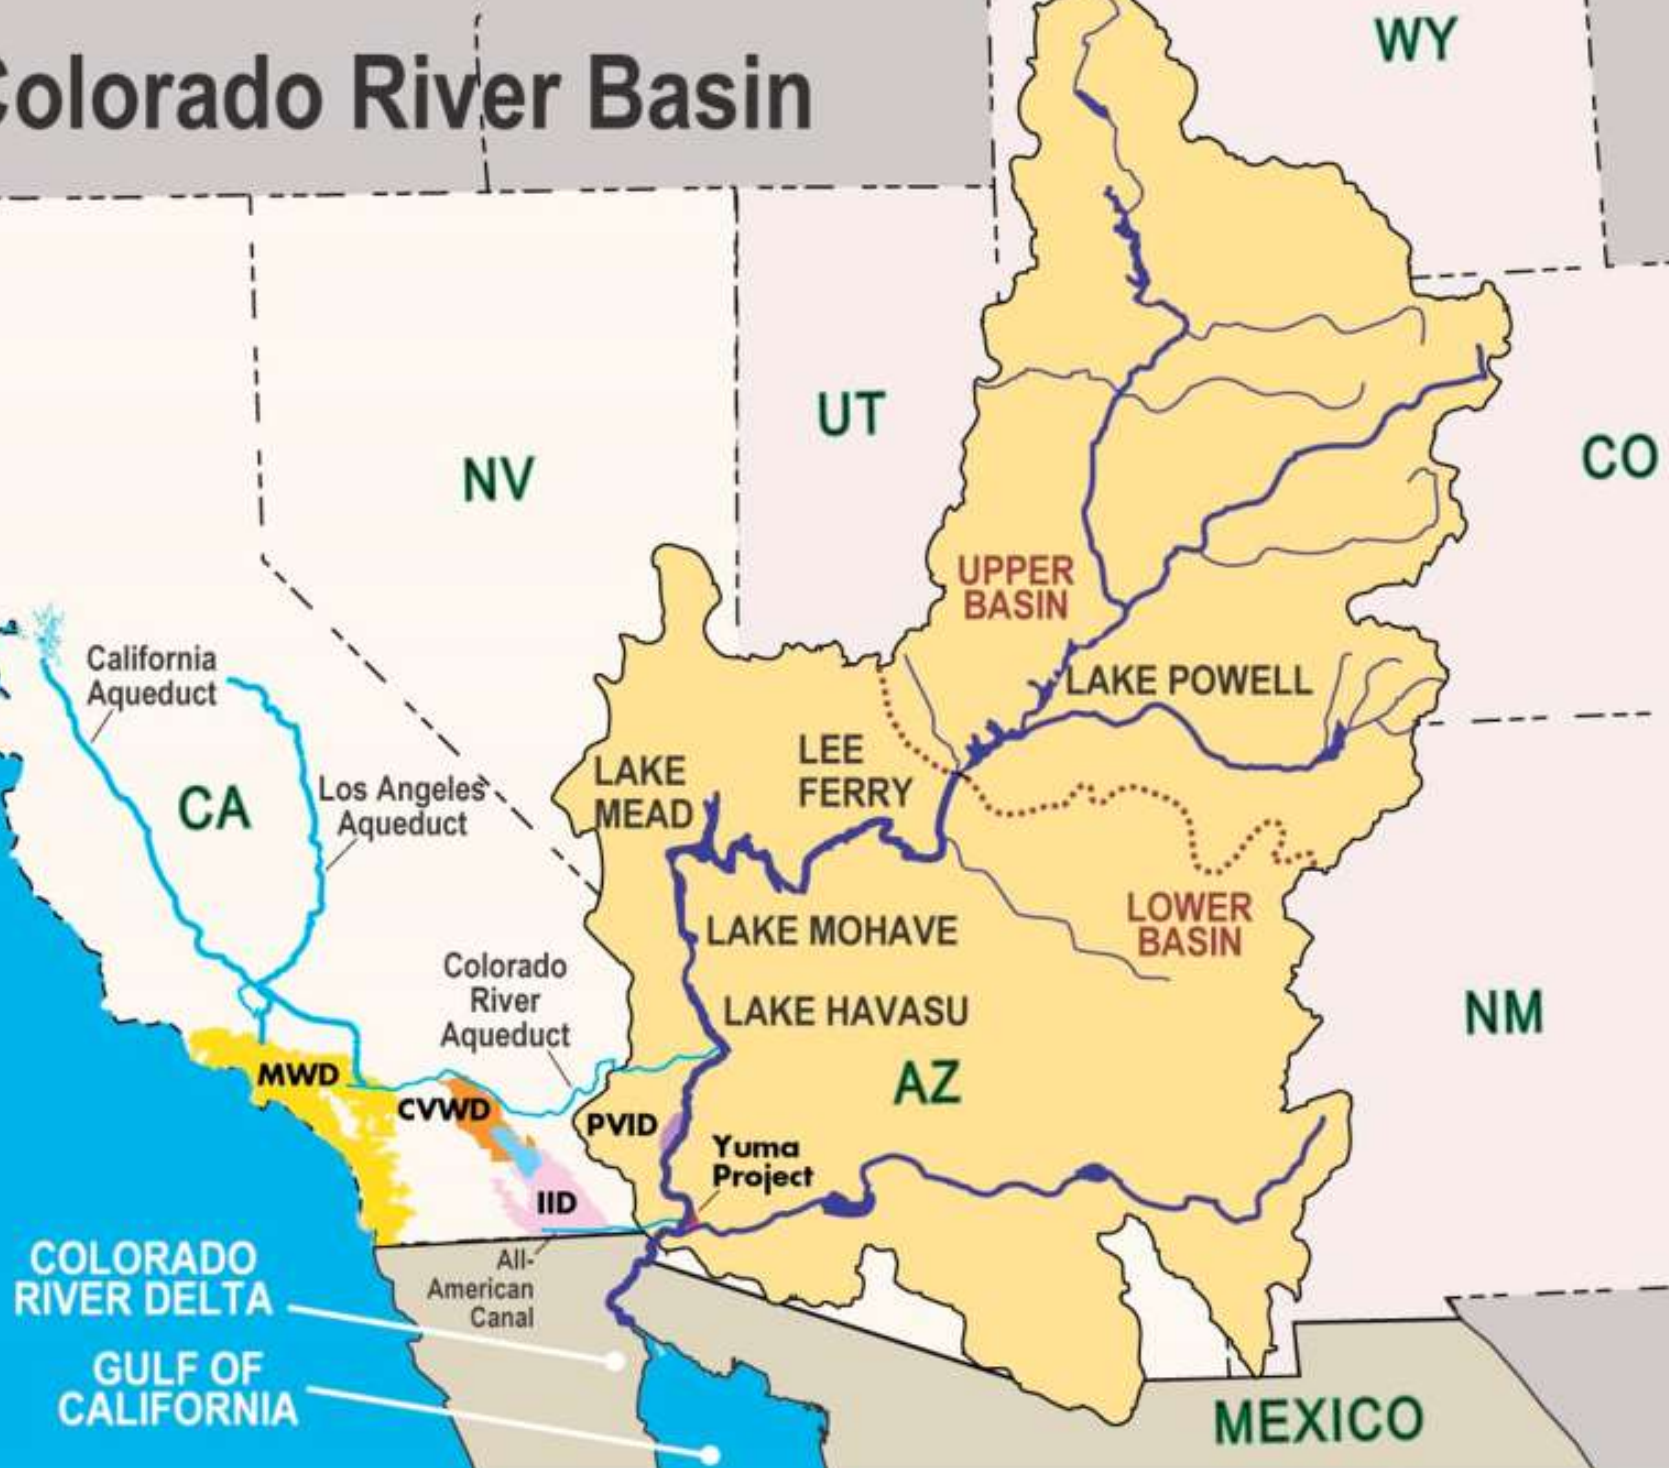 Colorado River Basin
WY
UT
NV
CO
UPPER
BASIN
California
Aqueduct
LAKE POWELL
LEE
FERRY
LAKE
MEAD
CA
Los Angeles
Aqueduct
LOWER
BASIN
LAKE MOHAVE
Colorado
River
Aqueduct
LAKE HAVASU
NM
AZ
MWD
CVWD
PVID
Yuma
Project
IID
All-
American
Canal
COLORADO
RIVER DELTA
GULF OF
CALIFORNIA
MEXICO